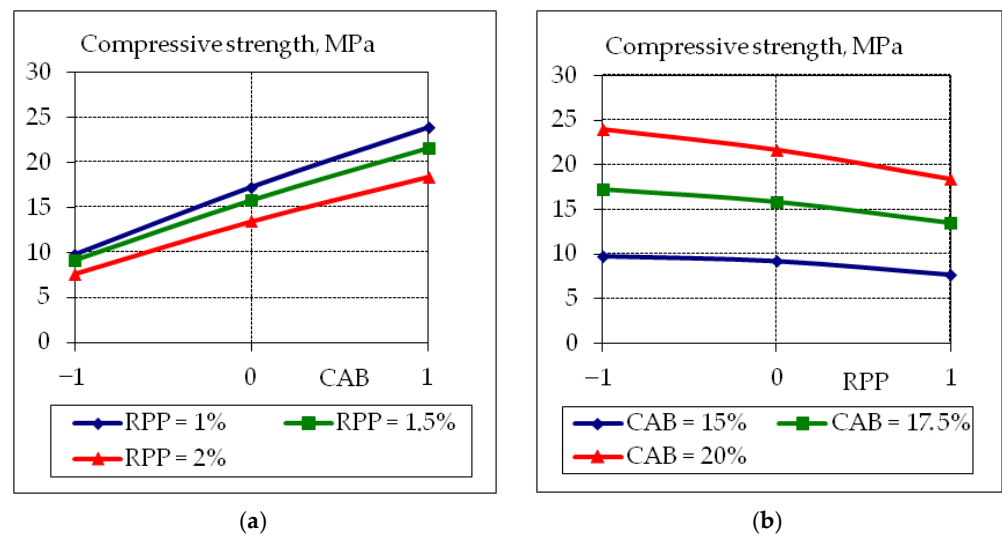 Compressive strength, MPa
30
25
20
15
10
5
0
−1 0 CAB 1
RPP = 1% RPP = 1.5%
RPP = 2%
(a)
Compressive strength, MPa
30
25
20
15
10
5
0
−1 0 RPP 1
CAB = 15% CAB = 17.5%
CAB = 20%
(b)